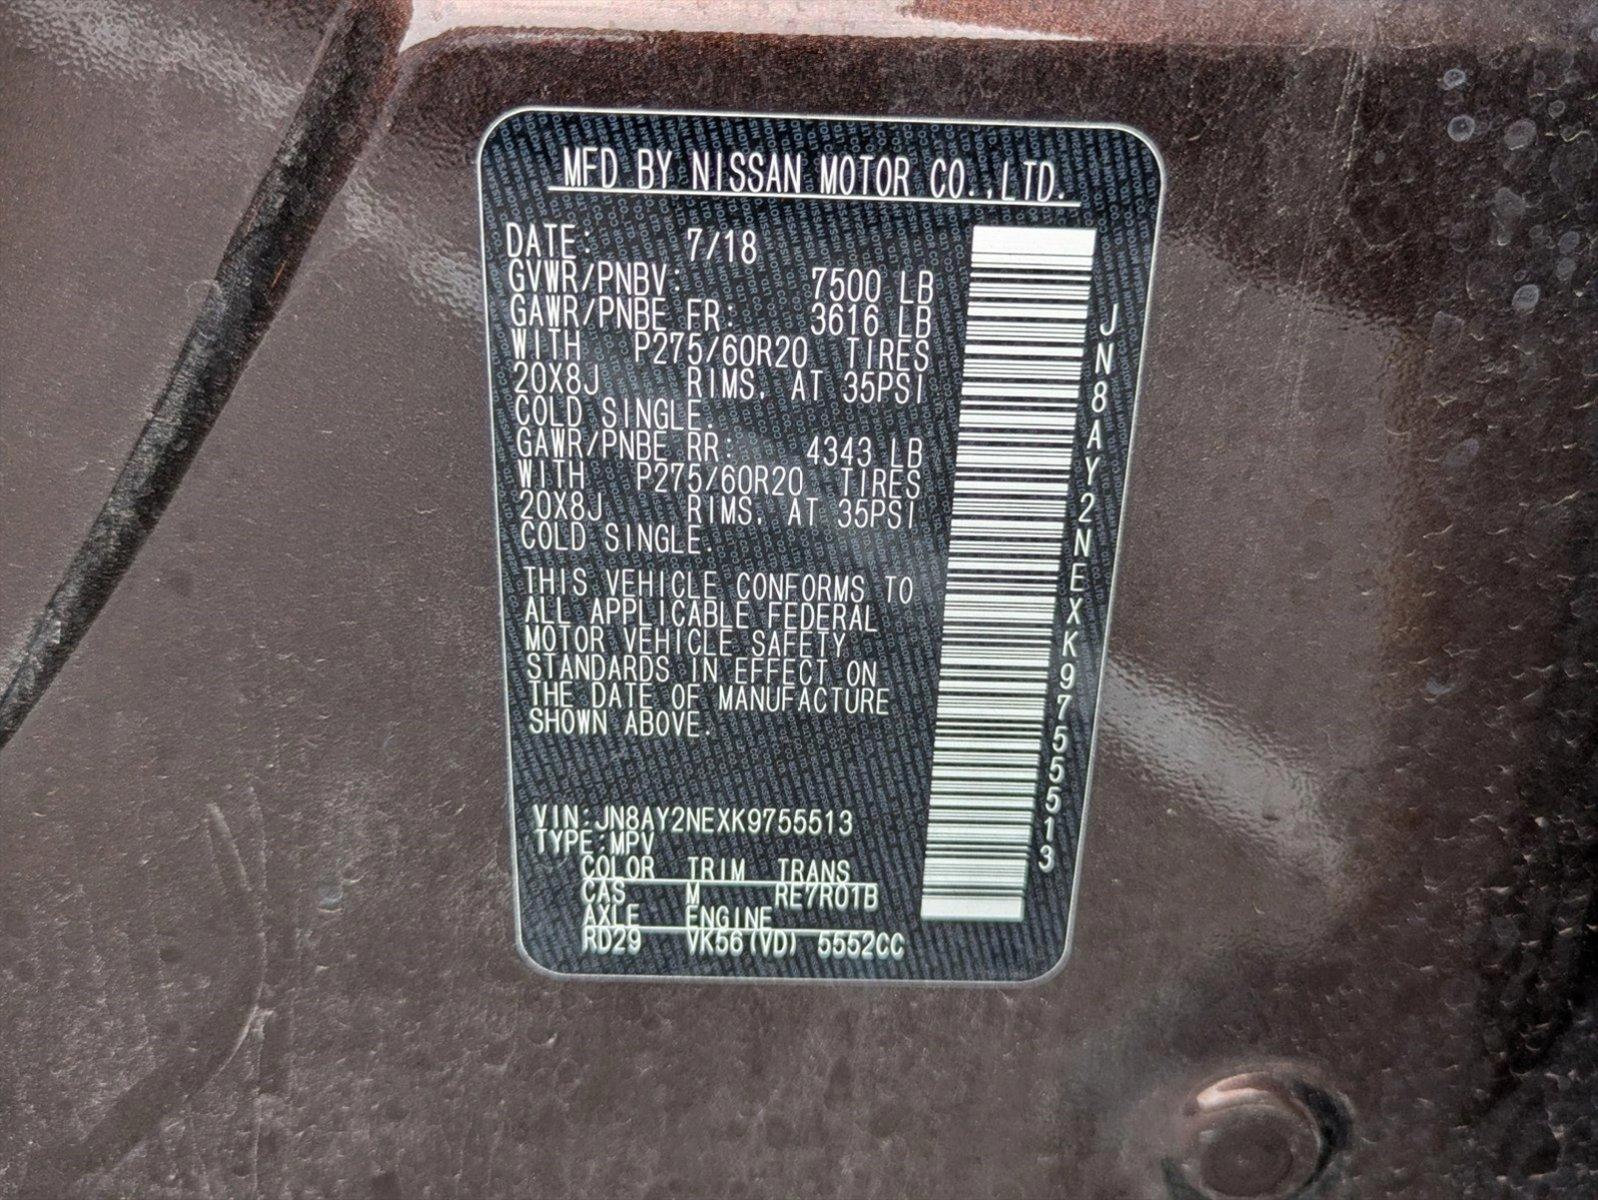 MFD BY NISSAN MOTOR CO.,LTD.
DATE: 7/18
GVWR/PNBV: 7500 LB
GAWR/PNBE FR: 3616 LB
WITH P275/60R20 TIRES
20X8J RIMS, AT 35PSI
COLD SINGLE.
GAWR/PNBE RR: 4343 LB
WITH P275/60R20 TIRES
20X8J RIMS, AT 35PSI
COLD SINGLE.
THIS VEHICLE CONFORMS TO
ALL APPLICABLE FEDERAL
MOTOR VEHICLE SAFETY
STANDARDS IN EFFECT ON
THE DATE OF MANUFACTURE
SHOWN ABOVE.
VIN:JN8AY2NEXK9755513
TYPE:MPV
COLOR TRIM TRANS
CAS M RE7R01B
AXLE ENGINE
RD29 VK56(VD) 5552CC
JN8AY2NEXK9755513